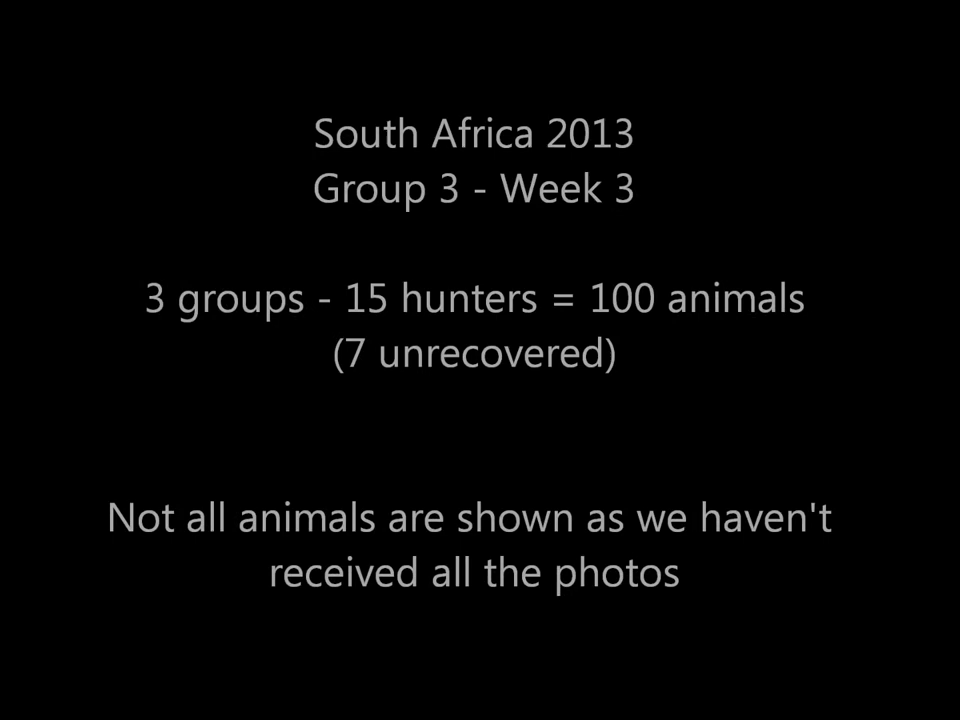 South Africa 2013
Group 3 - Week 3
3 groups - 15 hunters = 100 animals
(7 unrecovered)
Not all animals are shown as we haven't
received all the photos